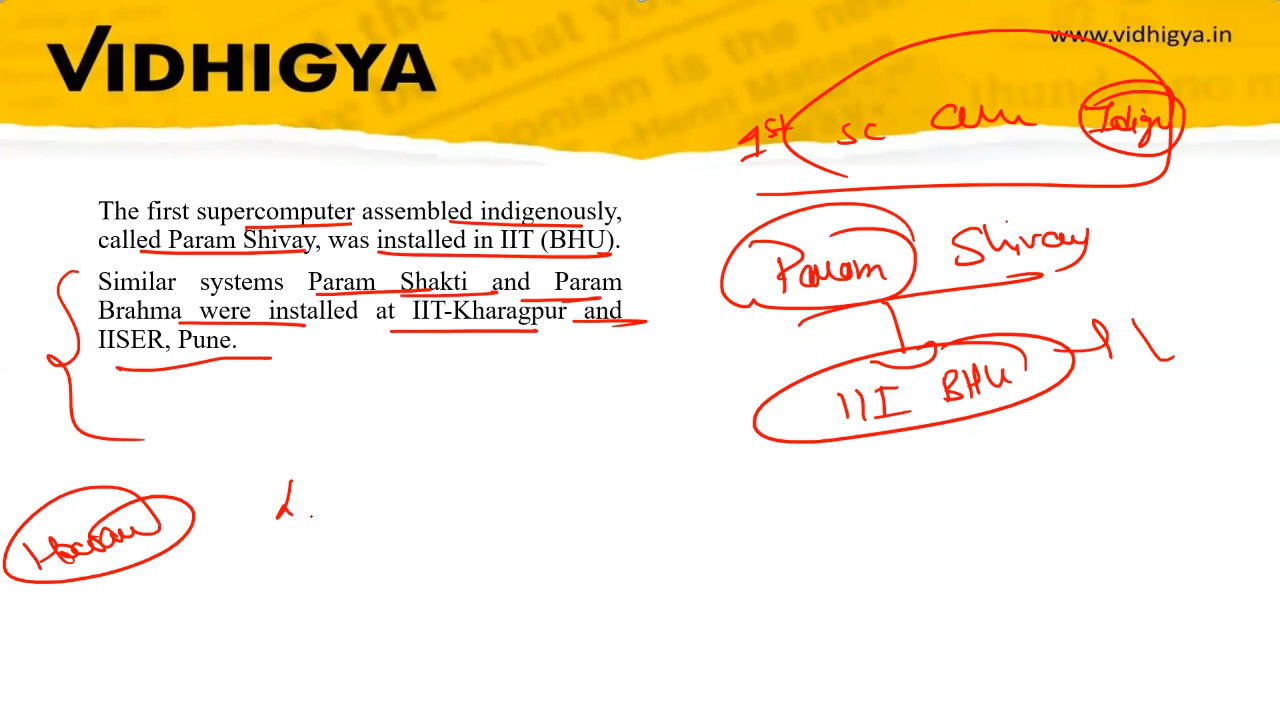 VIDHIGYA
www.vidhigya.in
1st sc
The first supercomputer assembled indigenously,
called Param Shivay, was installed in IIT (BHU).
Similar systems Param Shakti and Param
Brahma were installed at IIT-Kharagpur and
IISER, Pune.
Param Shivay
BHU